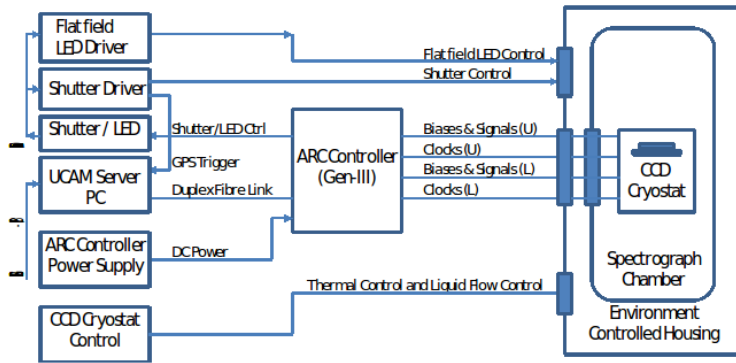 Flat field
LED Driver
Flat field LED Control
Shutter Driver
Shutter Control
Shutter / LED
Shutter/LED Ctrl
GPS Trigger
UCAM Server
PC
Duplex Fibre Link
ARC Controller
(Gen-III)
Biases & Signals (U)
Clocks (U)
Biases & Signals (L)
Clocks (L)
CCD
Cryostat
ARC Controller
Power Supply
DC Power
Spectrograph
Chamber
Thermal Control and Liquid Flow Control
Environment
Controlled Housing
CCD Cryostat
Control